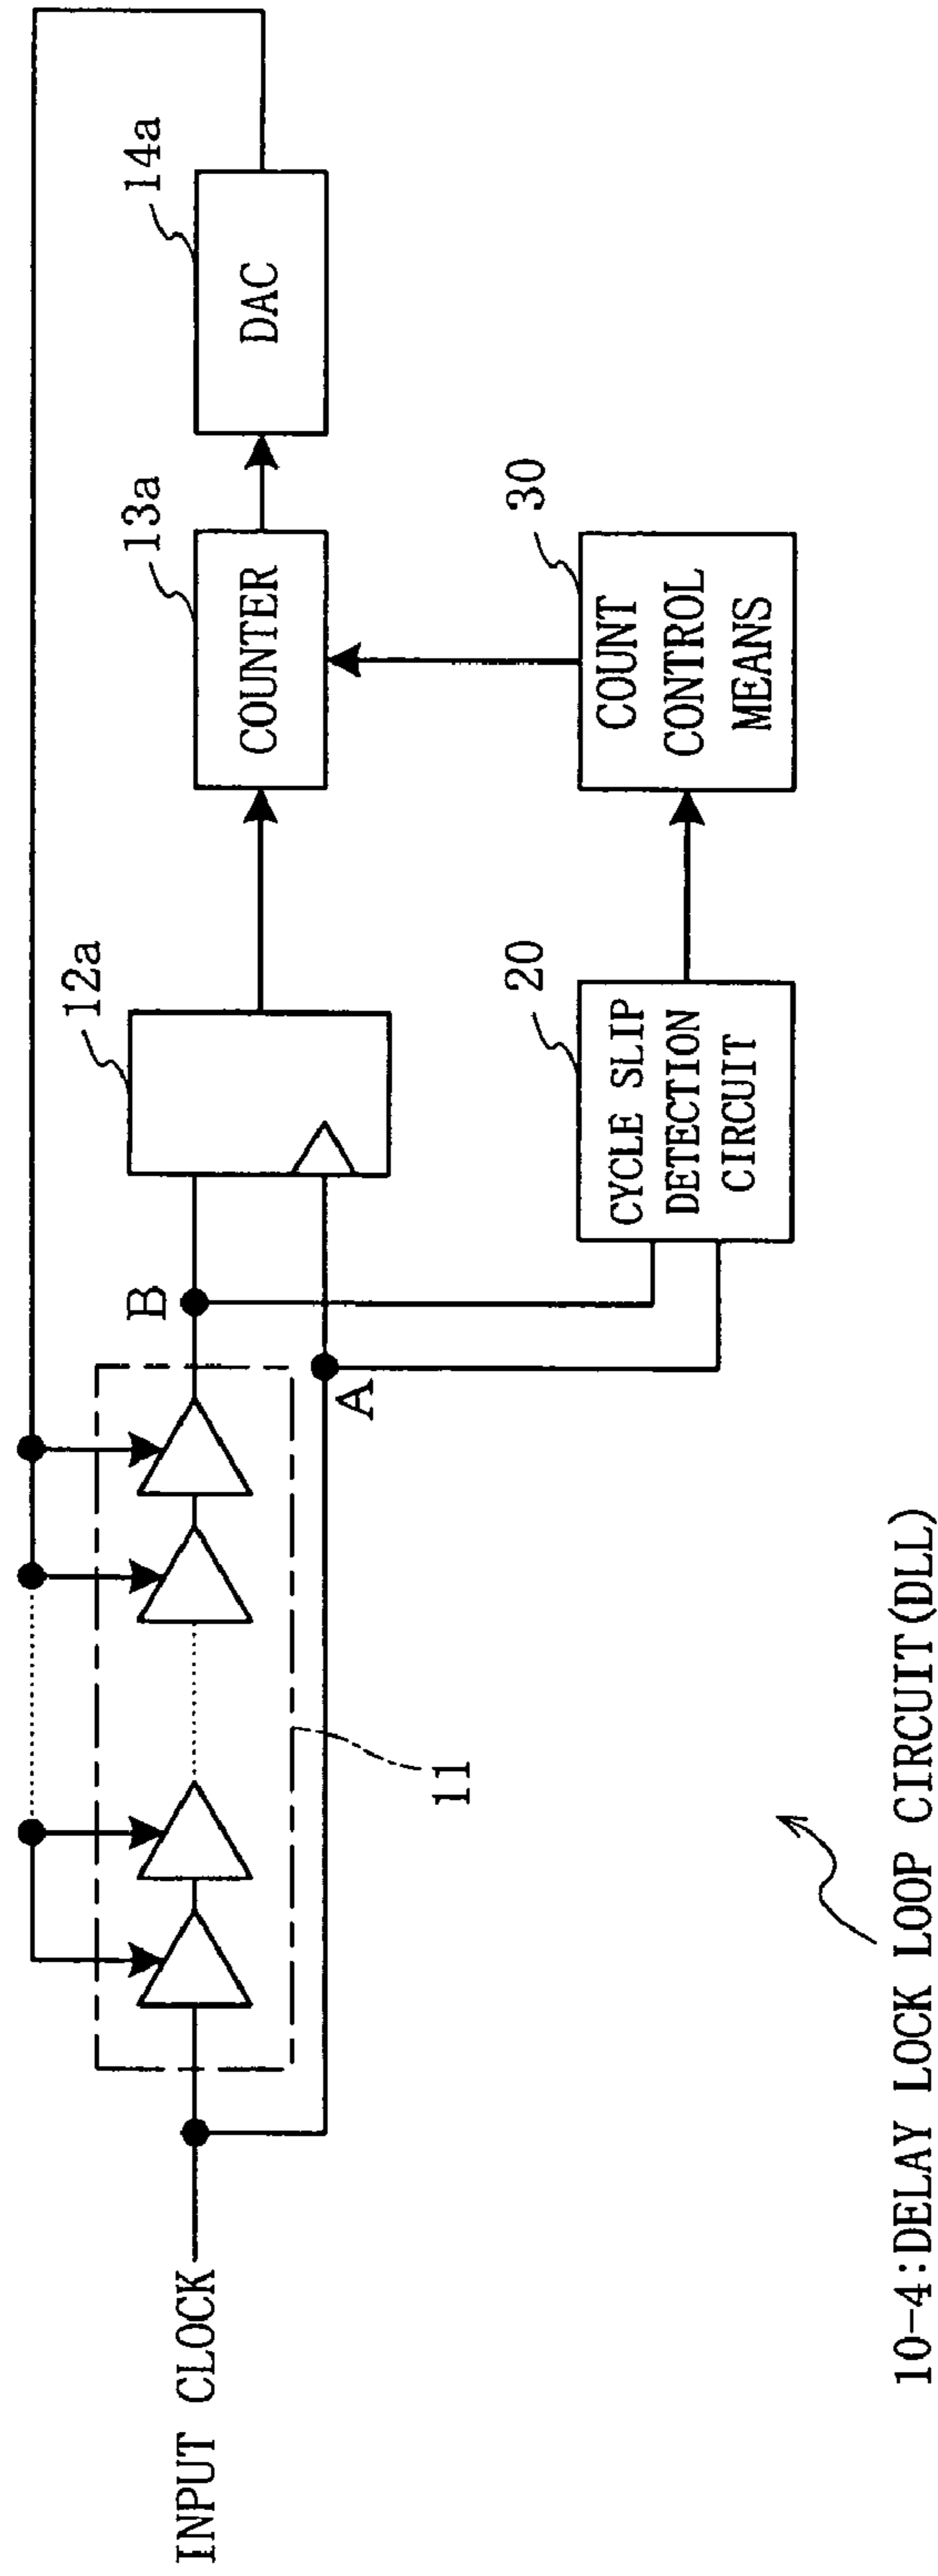 INPUT CLOCK
11
B
A
12a
13a
COUNTER
14a
DAC
20
CYCLE SLIP
DETECTION
CIRCUIT
30
COUNT
CONTROL
MEANS
10-4:DELAY LOCK LOOP CIRCUIT(DLL)